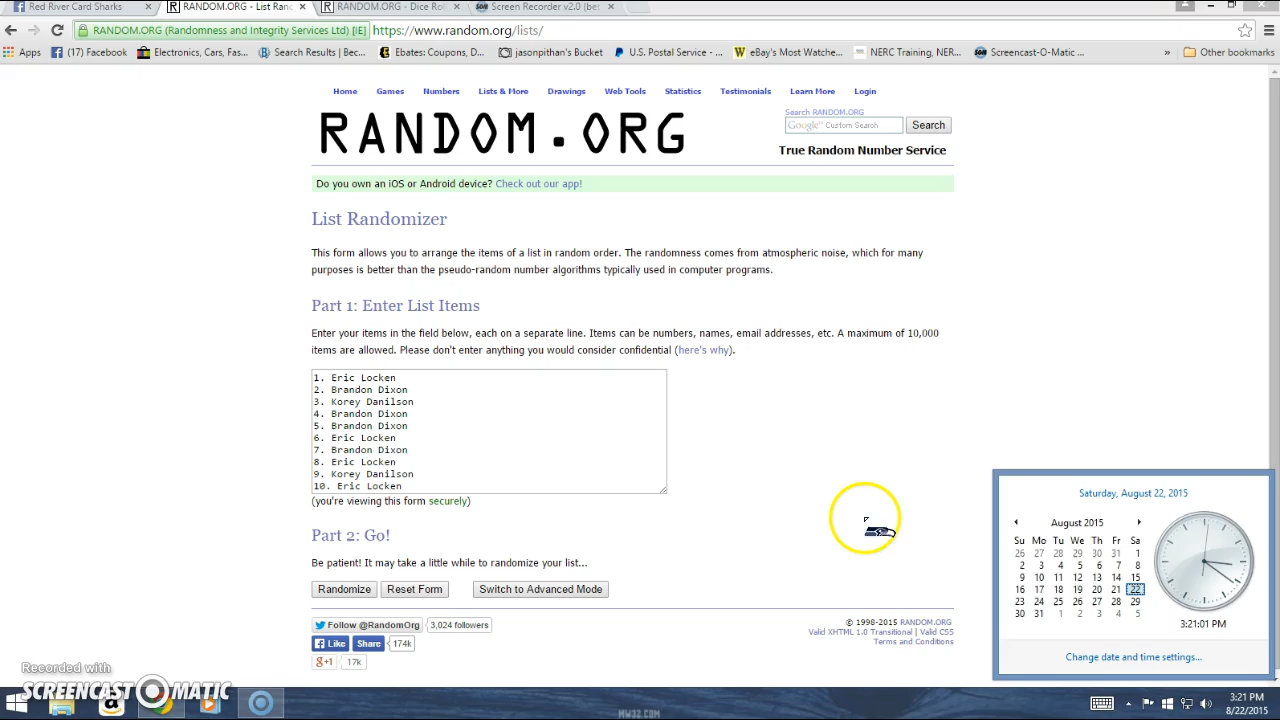 Red River Card Sharks
RANDOM.ORG - List Ran
RANDOM.ORG - Dice Ro
Screen Recorder v2.0 (be
RANDOM.ORG (Randomness and Integrity Services Ltd) [IE]
https://www.random.org/lists/
Apps
(17) Facebook
Electronics, Cars, Fas...
Search Results | Bec...
Ebates: Coupons, D...
jasonpithan's Bucket
U.S. Postal Service - ...
eBay's Most Watche...
NERC Training, NER...
Screencast-O-Matic ...
»
Other bookmarks
Home Games Numbers Lists & More Drawings Web Tools Statistics Testimonials Learn More Login
RANDOM.ORG
Search RANDOM.ORG
Google™ Custom Search
Search
True Random Number Service
Do you own an iOS or Android device? Check out our app!
List Randomizer
This form allows you to arrange the items of a list in random order. The randomness comes from atmospheric noise, which for many
purposes is better than the pseudo-random number algorithms typically used in computer programs.
Part 1: Enter List Items
Enter your items in the field below, each on a separate line. Items can be numbers, names, email addresses, etc. A maximum of 10,000
items are allowed. Please don't enter anything you would consider confidential (here's why).
1. Eric Locken
2. Brandon Dixon
3. Korey Danilson
4. Brandon Dixon
5. Brandon Dixon
6. Eric Locken
7. Brandon Dixon
8. Eric Locken
9. Korey Danilson
10. Eric Locken
(you're viewing this form securely)
Part 2: Go!
Be patient! It may take a little while to randomize your list...
Randomize
Reset Form
Switch to Advanced Mode
Follow @RandomOrg
3,024 followers
Like
Share
174k
g+1
17k
© 1998-2015 RANDOM.ORG
Valid XHTML 1.0 Transitional | Valid CSS
Terms and Conditions
Saturday, August 22, 2015
August 2015
Su Mo Tu We Th Fr Sa
26 27 28 29 30 31 1
2 3 4 5 6 7 8
9 10 11 12 13 14 15
16 17 18 19 20 21 22
23 24 25 26 27 28 29
30 31 1 2 3 4 5
3:21:01 PM
Change date and time settings...
Recorded with
SCREENCAST-O-MATIC
MW32.COM
3:21 PM
8/22/2015